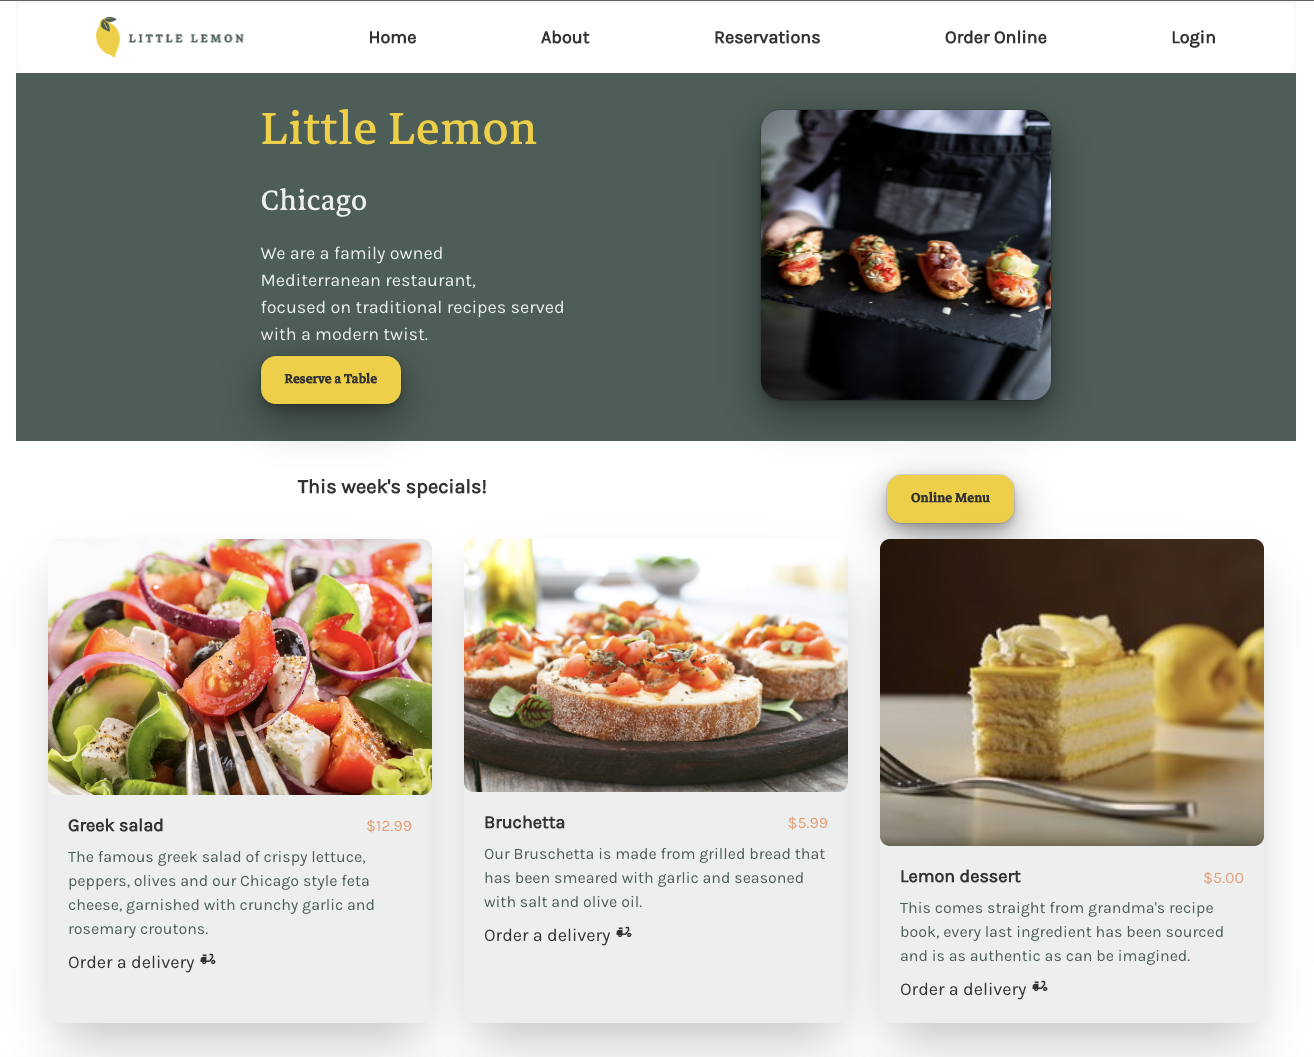 LITTLE LEMON
Home
About
Reservations
Order Online
Login
Little Lemon
Chicago
We are a family owned
Mediterranean restaurant,
focused on traditional recipes served
with a modern twist.
Reserve a Table
This week's specials!
Online Menu
Greek salad
$12.99
The famous greek salad of crispy lettuce,
peppers, olives and our Chicago style feta
cheese, garnished with crunchy garlic and
rosemary croutons.
Order a delivery
Bruchetta
$5.99
Our Bruschetta is made from grilled bread that
has been smeared with garlic and seasoned
with salt and olive oil.
Order a delivery
Lemon dessert
$5.00
This comes straight from grandma's recipe
book, every last ingredient has been sourced
and is as authentic as can be imagined.
Order a delivery